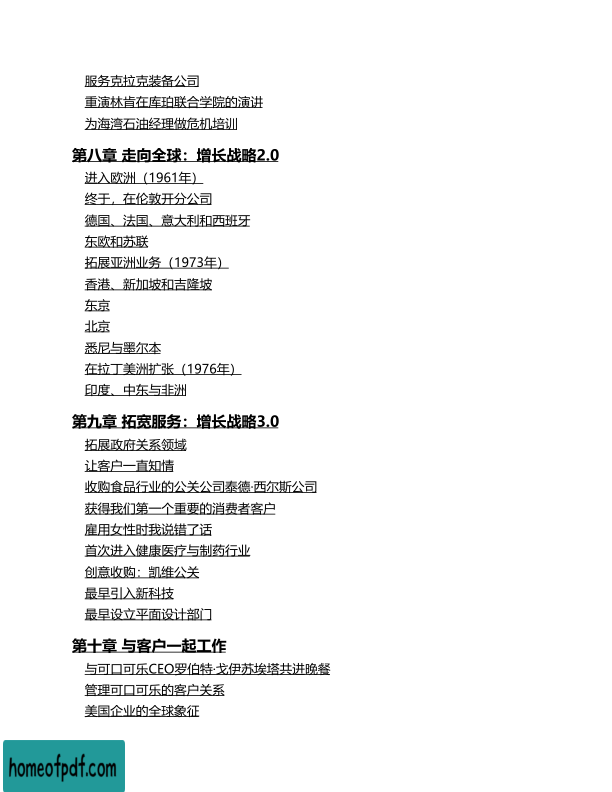 服务克拉克装备公司
重演林肯在库珀联合学院的演讲
为海湾石油经理做危机培训
第八章 走向全球：增长战略2.0
进入欧洲（1961年）
终于，在伦敦开分公司
德国、法国、意大利和西班牙
东欧和苏联
拓展亚洲业务（1973年）
香港、新加坡和吉隆坡
东京
北京
悉尼与墨尔本
在拉丁美洲扩张（1976年）
印度、中东与非洲
第九章 拓宽服务：增长战略3.0
拓展政府关系领域
让客户一直知情
收购食品行业的公关公司泰德·西尔斯公司
获得我们第一个重要的消费者客户
雇用女性时我说错了话
首次进入健康医疗与制药行业
创意收购：凯维公关
最早引入新科技
最早设立平面设计部门
第十章 与客户一起工作
与可口可乐CEO罗伯特·戈伊苏埃塔共进晚餐
管理可口可乐的客户关系
美国企业的全球象征
homeofpdf.com